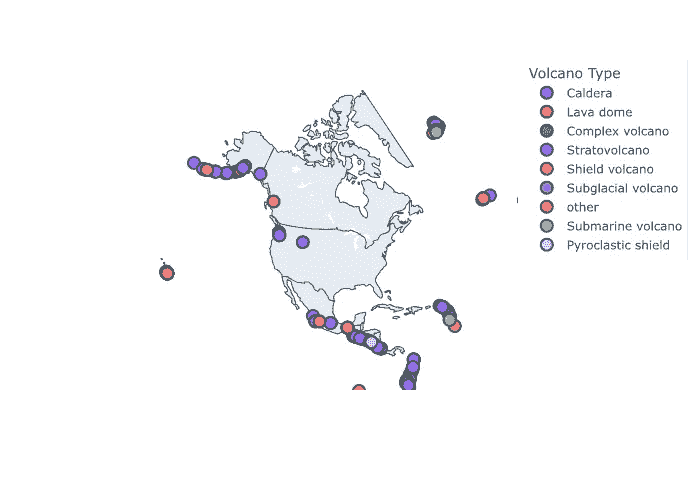 Volcano Type
Caldera
Lava dome
Complex volcano
Stratovolcano
Shield volcano
Subglacial volcano
other
Submarine volcano
Pyroclastic shield